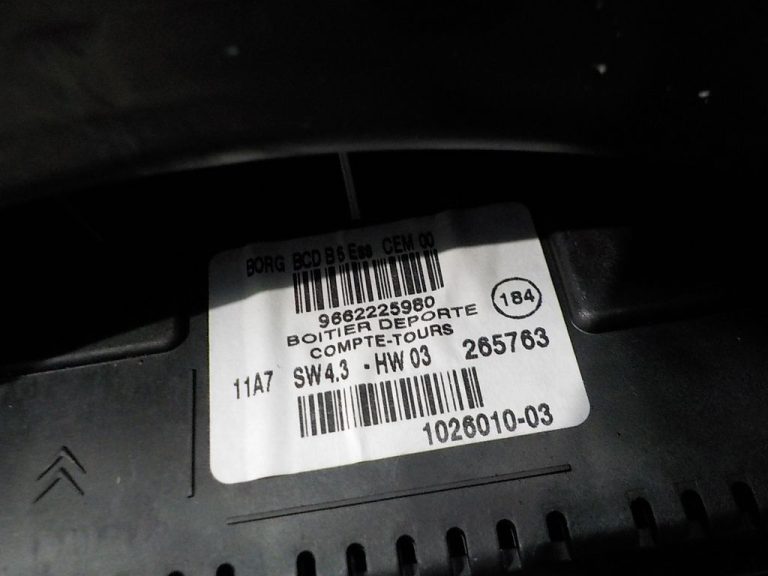 BORG BCD B5 Ess CEM 00
9662225980
184
BOITIER DEPORTE
COMPTE-TOURS
11A7 SW4.3 - HW 03 265763
1026010-03